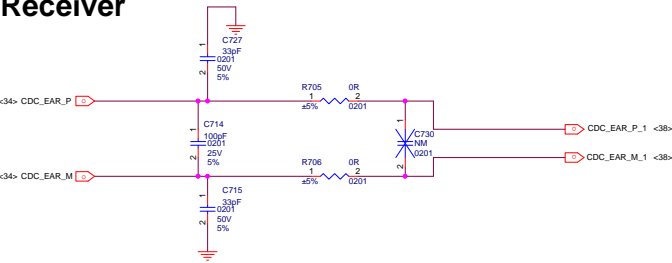 Receiver
1
C727
33pF
0201
50V
5%
2
<34> CDC_EAR_P
R705 0R
1 2
±5% 0201
C714
100pF
0201
25V
5%
1
2
1
C730
NM
0201
2
CDC_EAR_P_1 <38>
CDC_EAR_M_1 <38>
<34> CDC_EAR_M
R706 0R
1 2
±5% 0201
1
C715
33pF
0201
50V
5%
2